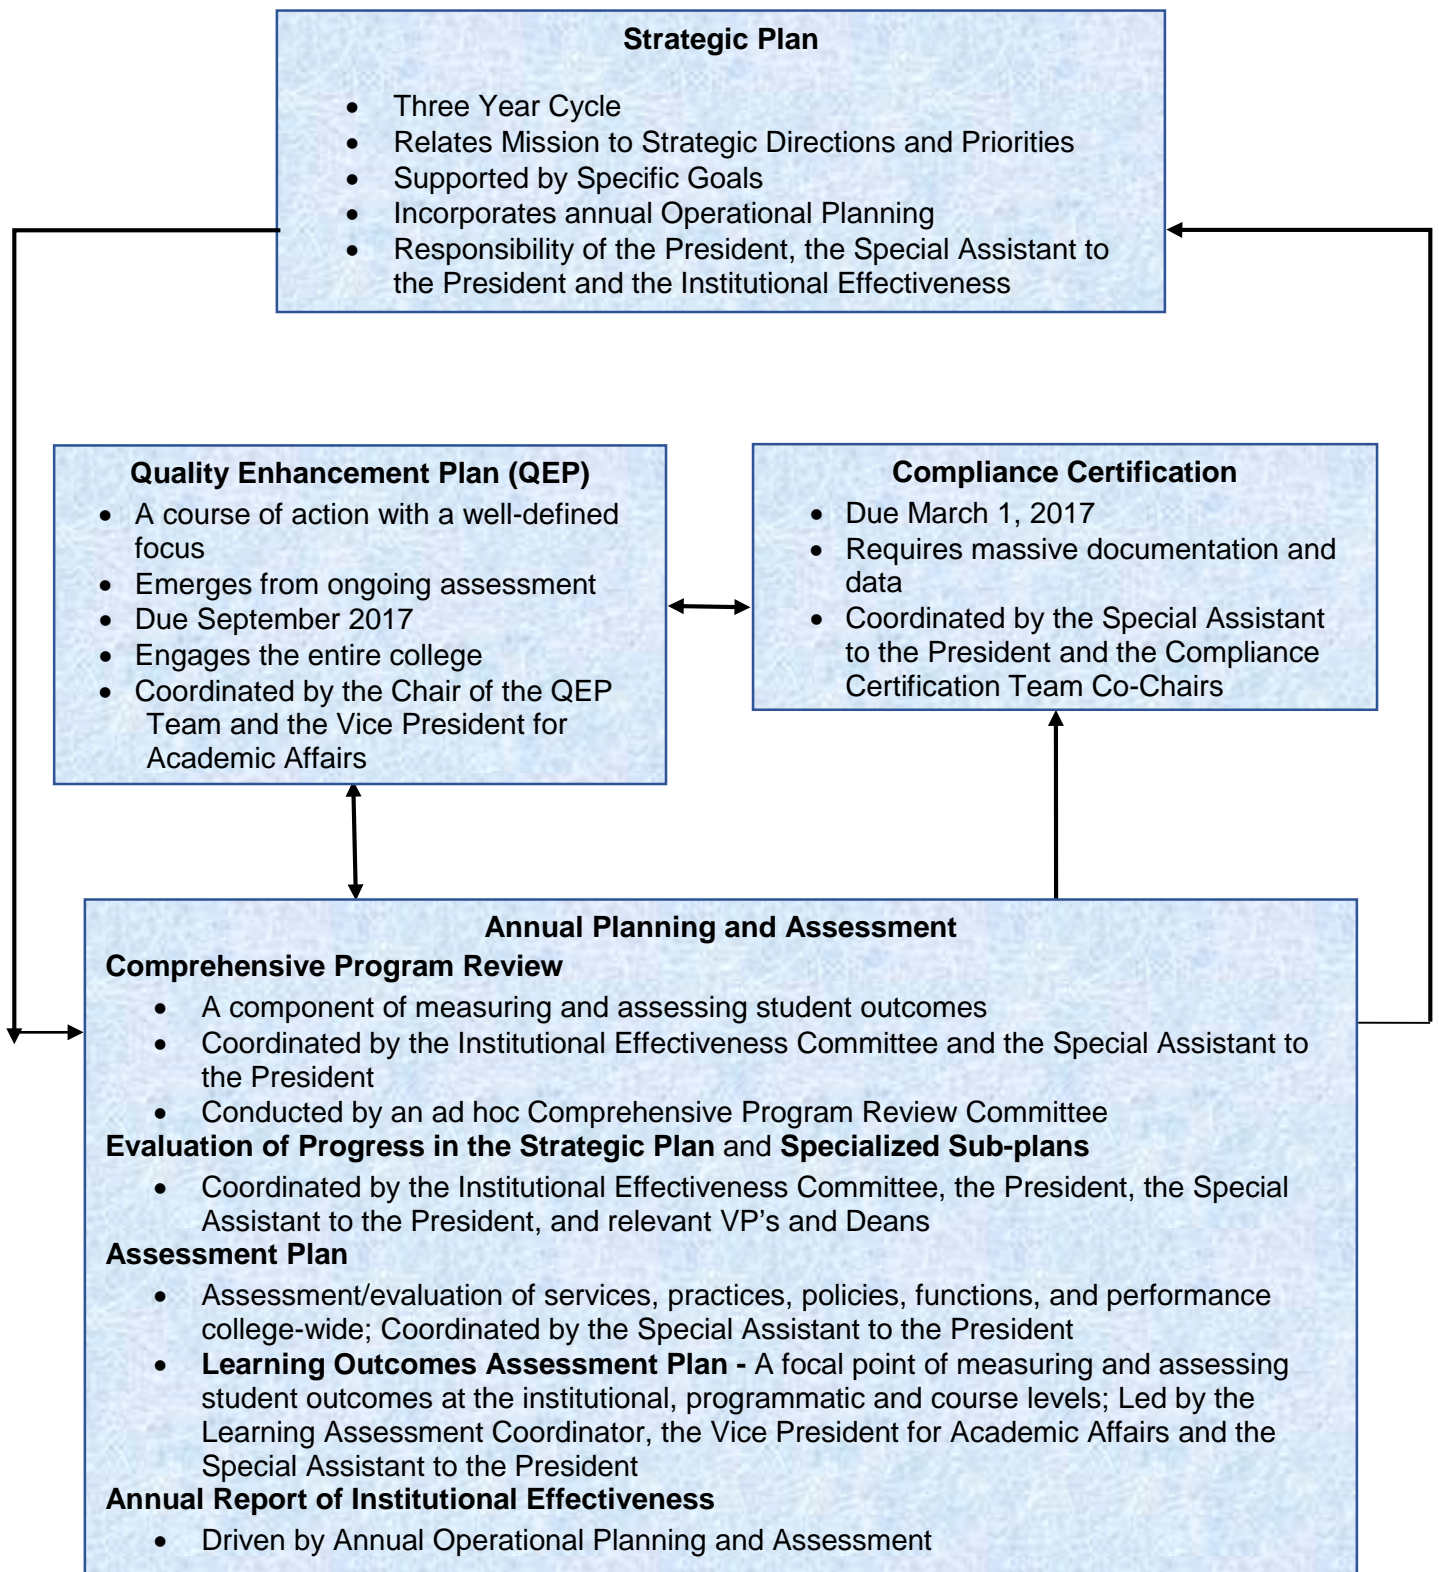 Strategic Plan
• Three Year Cycle
• Relates Mission to Strategic Directions and Priorities
• Supported by Specific Goals
• Incorporates annual Operational Planning
• Responsibility of the President, the Special Assistant to
the President and the Institutional Effectiveness
Quality Enhancement Plan (QEP)
• A course of action with a well-defined
focus
• Emerges from ongoing assessment
• Due September 2017
• Engages the entire college
• Coordinated by the Chair of the QEP
Team and the Vice President for
Academic Affairs
Compliance Certification
• Due March 1, 2017
• Requires massive documentation and
data
• Coordinated by the Special Assistant
to the President and the Compliance
Certification Team Co-Chairs
Annual Planning and Assessment
Comprehensive Program Review
• A component of measuring and assessing student outcomes
• Coordinated by the Institutional Effectiveness Committee and the Special Assistant to
the President
• Conducted by an ad hoc Comprehensive Program Review Committee
Evaluation of Progress in the Strategic Plan and Specialized Sub-plans
• Coordinated by the Institutional Effectiveness Committee, the President, the Special
Assistant to the President, and relevant VP’s and Deans
Assessment Plan
• Assessment/evaluation of services, practices, policies, functions, and performance
college-wide; Coordinated by the Special Assistant to the President
• Learning Outcomes Assessment Plan - A focal point of measuring and assessing
student outcomes at the institutional, programmatic and course levels; Led by the
Learning Assessment Coordinator, the Vice President for Academic Affairs and the
Special Assistant to the President
Annual Report of Institutional Effectiveness
• Driven by Annual Operational Planning and Assessment